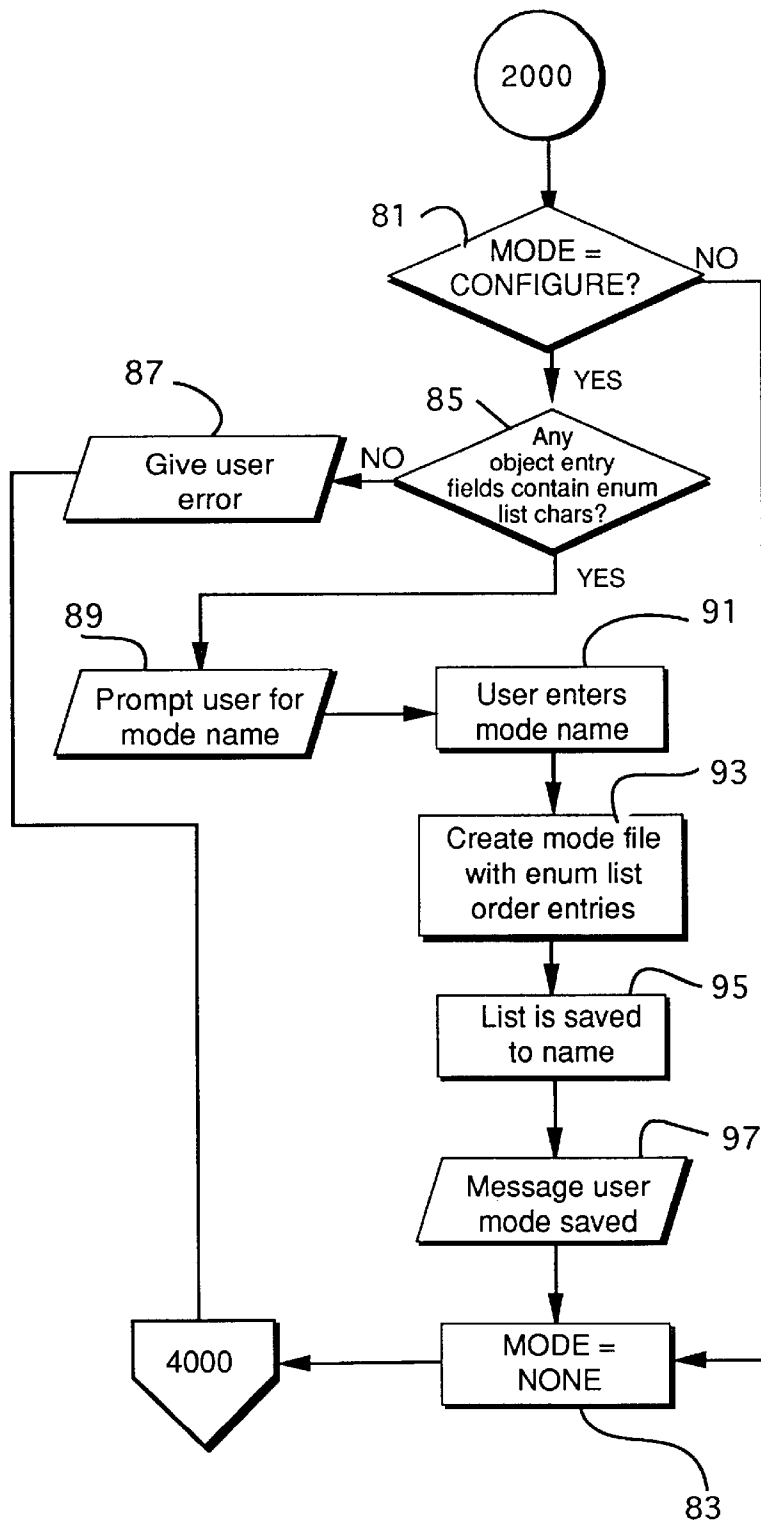 2000
81
MODE =
CONFIGURE?
NO
YES
87
85
Give user
error
NO
Any
object entry
fields contain enum
list chars?
YES
89
91
Prompt user for
mode name
User enters
mode name
93
Create mode file
with enum list
order entries
95
List is saved
to name
97
Message user
mode saved
4000
MODE =
NONE
83